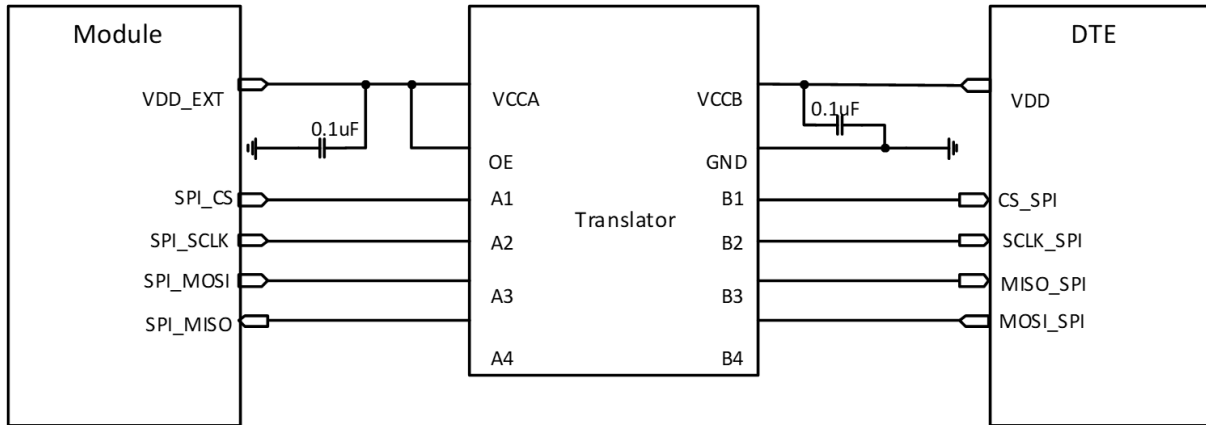 Module
DTE
VDD_EXT
VCCA
VCCB
VDD
0.1uF
0.1uF
OE
GND
SPI_CS
A1
B1
CS_SPI
Translator
SPI_SCLK
A2
B2
SCLK_SPI
SPI_MOSI
A3
B3
MISO_SPI
SPI_MISO
MOSI_SPI
A4
B4